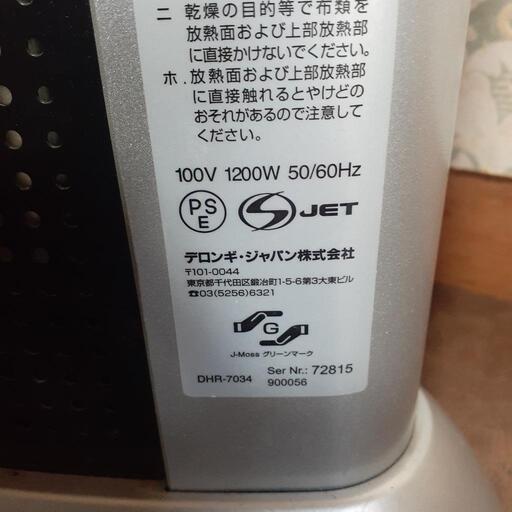 ニ 乾燥の目的等で布類を
放熱面および上部放熱部
に直接かけないでください。
ホ. 放熱面および上部放熱部
に直接触れるとやけどの
おそれがあるので注意して
ください。
100V 1200W 50/60Hz
PS
E
S JET
デロンギ・ジャパン株式会社
〒101-0044
東京都千代田区鍛冶町1-5-6第3大東ビル
☎03(5256)6321
G
J-Moss グリーンマーク
DHR-7034 Ser Nr.: 72815
900056